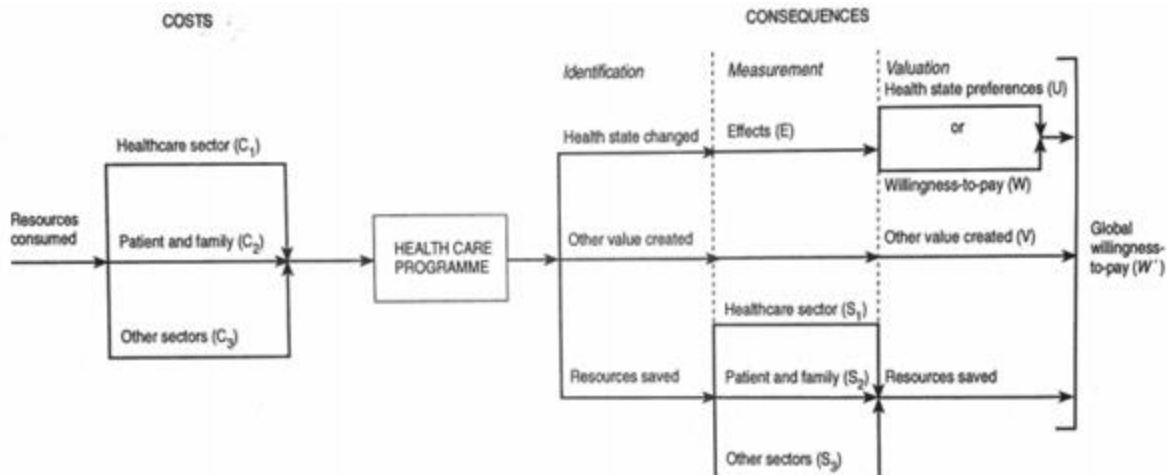 COSTS
CONSEQUENCES
Identification
Measurement
Valuation
Health state preferences (U)
or
Health state changed
Effects (E)
Willingness-to-pay (W)
Healthcare sector (C₁)
Resources
consumed
Patient and family (C₂)
HEALTH CARE
PROGRAMME
Other value created
Other value created (V)
Global
willingness-
to-pay (W´)
Other sectors (C₃)
Healthcare sector (S₁)
Resources saved
Patient and family (S₂)
Resources saved
Other sectors (S₃)